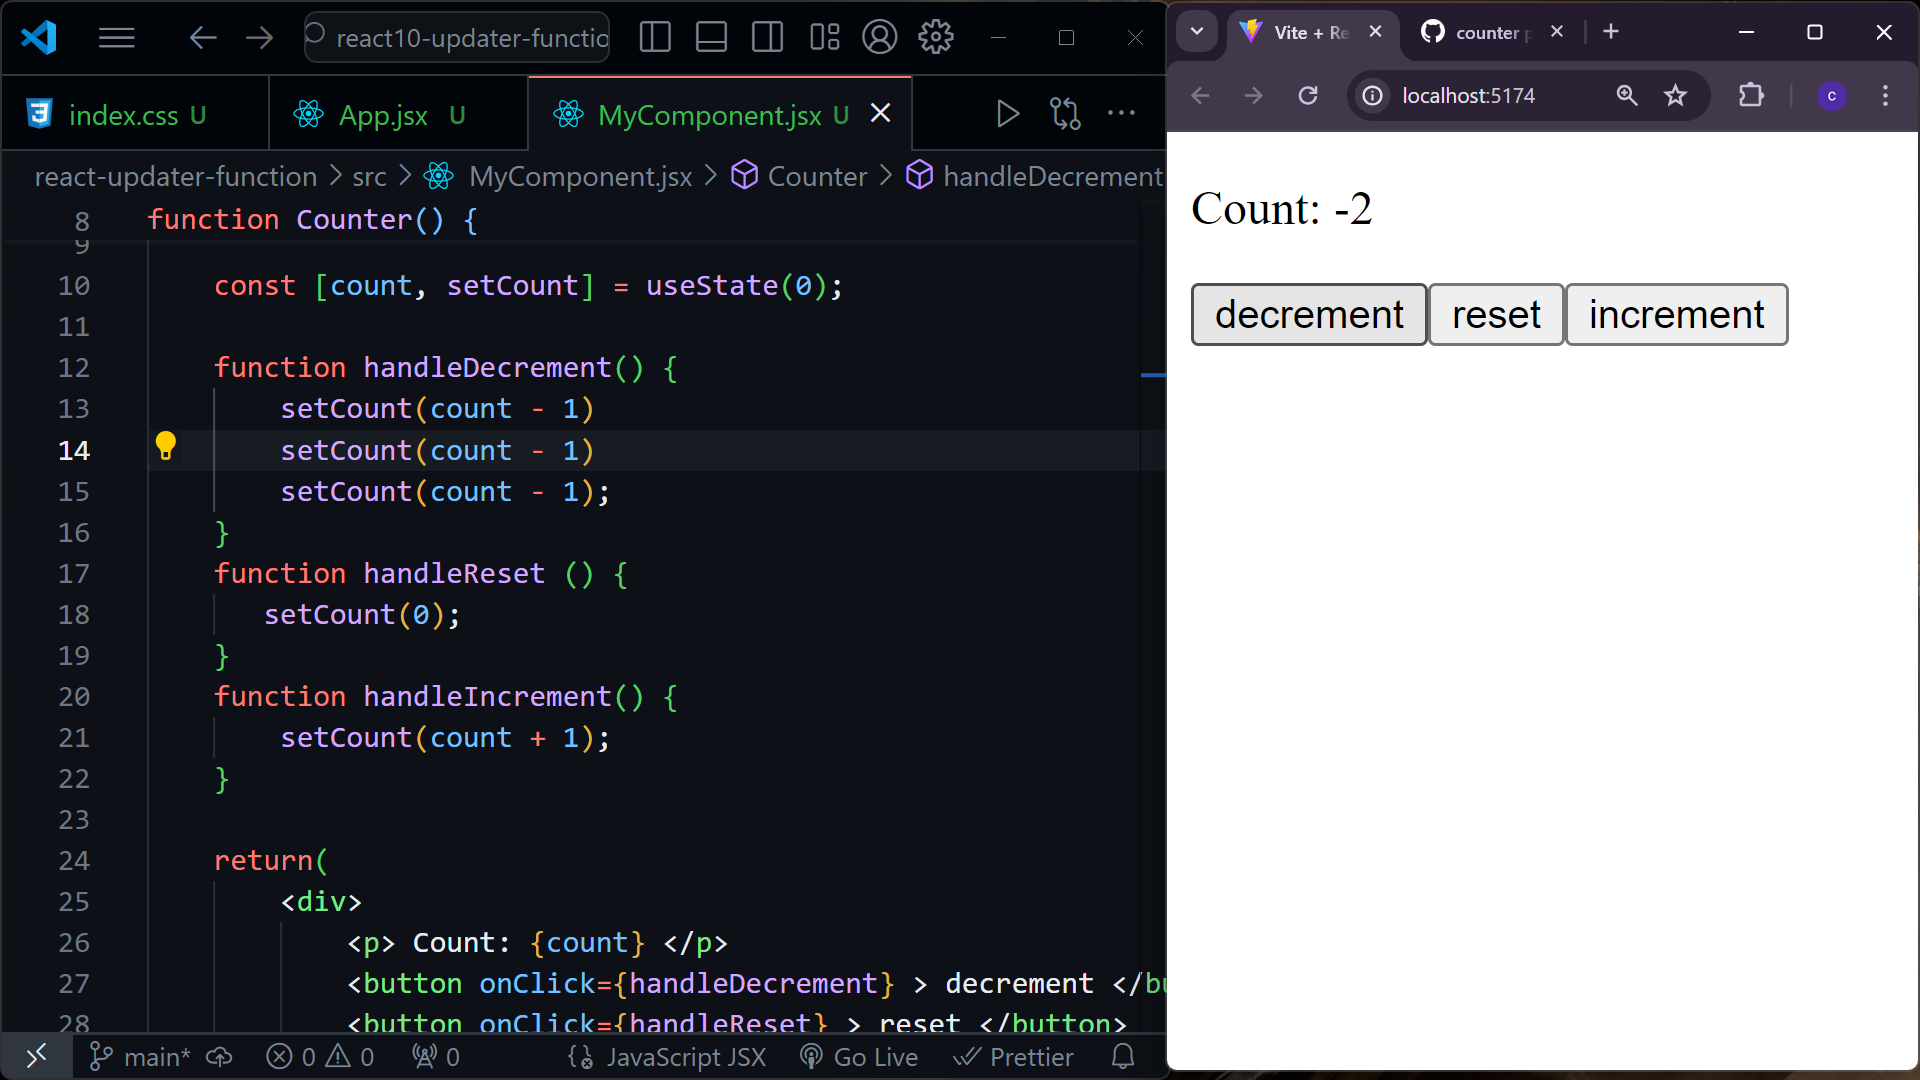 react10-updater-functio
index.css U
App.jsx U
MyComponent.jsx U
react-updater-function > src > MyComponent.jsx > Counter > handleDecrement
8 function Counter() {
9
10 const [count, setCount] = useState(0);
11
12 function handleDecrement() {
13 setCount(count - 1)
14 setCount(count - 1)
15 setCount(count - 1);
16 }
17 function handleReset () {
18 setCount(0);
19 }
20 function handleIncrement() {
21 setCount(count + 1);
22 }
23
24 return(
25 <div>
26 <p> Count: {count} </p>
27 <button onClick={handleDecrement} > decrement </bu
28 <button onClick={handleReset} > reset </button>
main* 0 0 0 JavaScript JSX Go Live Prettier
Vite + Re
counter p
localhost:5174
c
Count: -2
decrement reset increment